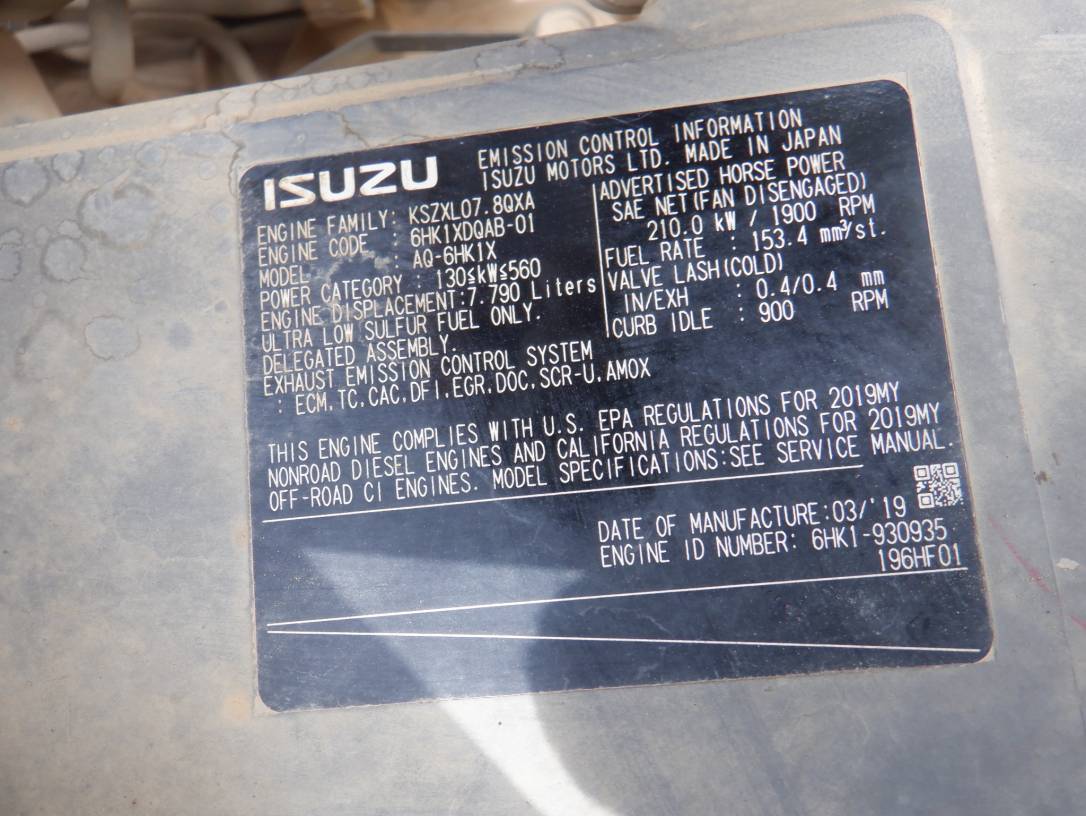 ISUZU
EMISSION CONTROL INFORMATION
ISUZU MOTORS LTD. MADE IN JAPAN
ENGINE FAMILY: KSZXL07.8QXA
ENGINE CODE : 6HK1XDQAB-01
MODEL : AQ-6HK1X
POWER CATEGORY : 130≦kW≦560
ENGINE DISPLACEMENT:7.790 Liters
ULTRA LOW SULFUR FUEL ONLY.
DELEGATED ASSEMBLY.
EXHAUST EMISSION CONTROL SYSTEM
: ECM,TC,CAC,DFI,EGR,DOC,SCR-U,AMOX
ADVERTISED HORSE POWER
SAE NET(FAN DISENGAGED)
210.0 kW / 1900 RPM
FUEL RATE : 153.4 mm³/st.
VALVE LASH(COLD)
IN/EXH : 0.4/0.4 mm
CURB IDLE : 900 RPM
THIS ENGINE COMPLIES WITH U.S. EPA REGULATIONS FOR 2019MY
NONROAD DIESEL ENGINES AND CALIFORNIA REGULATIONS FOR 2019MY
OFF-ROAD CI ENGINES. MODEL SPECIFICATIONS:SEE SERVICE MANUAL.
DATE OF MANUFACTURE:03/'19
ENGINE ID NUMBER: 6HK1-930935
196HF01